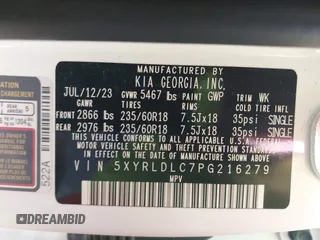 MANUFACTURED BY
KIA GEORGIA, INC.
JUL/12/23 GVWR 5467 lbs PAINT GWP
GAWR TIRES RIMS COLD TIRE INF TRIM WK
FRONT 2866 lbs 235/60R18 7.5Jx18 35psi SINGLE
REAR 2976 lbs 235/60R18 7.5Jx18 35psi SINGLE
THIS VEHICLE CONFORMS TO ALL APPLICABLE FEDERAL
MOTOR VEHICLE SAFETY, BUMPER, AND THEFT PREVENTION
STANDARDS IN EFFECT ON THE DATE OF MANUFACTURE SHOWN ABOVE.
VIN 5XYRLDLC7PG216279
MPV
522A
AutoDetective